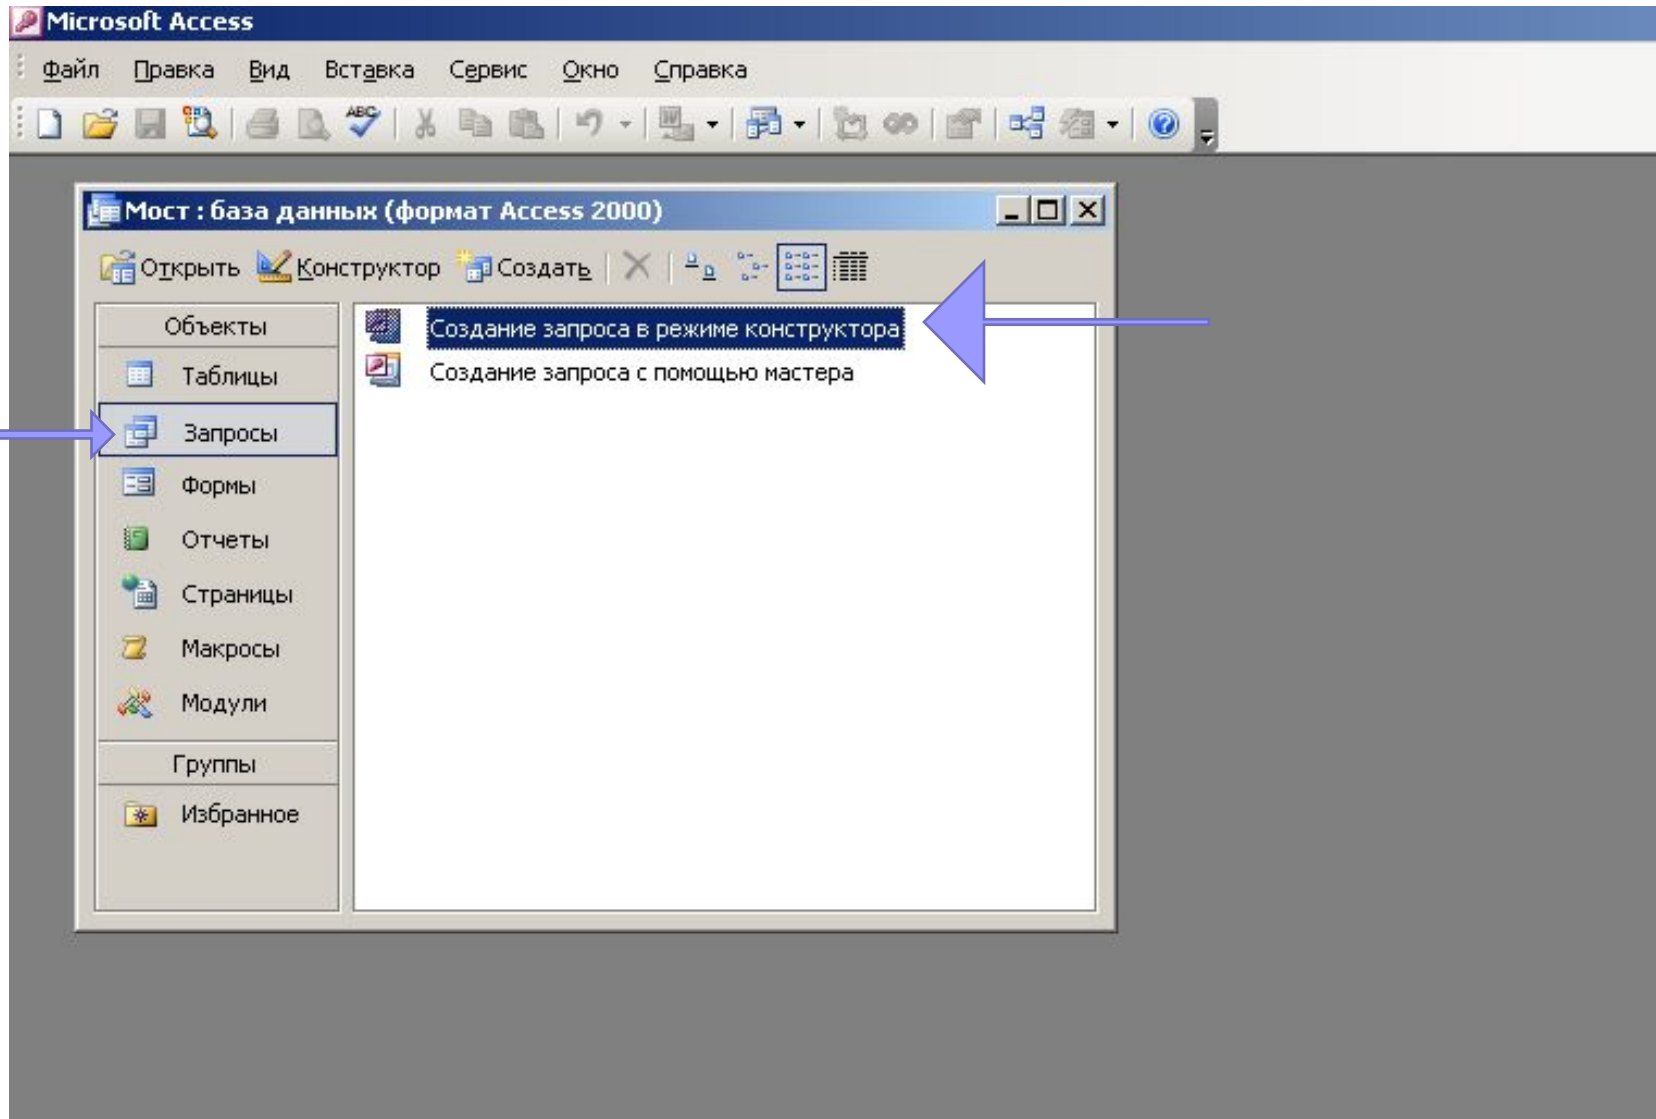 Microsoft Access
Файл Правка Вид Вставка Сервис Окно Справка
ABC
Мост : база данных (формат Access 2000)
Открыть Конструктор Создать
Объекты
Таблицы
Запросы
Формы
Отчеты
Страницы
Макросы
Модули
Группы
Избранное
Создание запроса в режиме конструктора
Создание запроса с помощью мастера